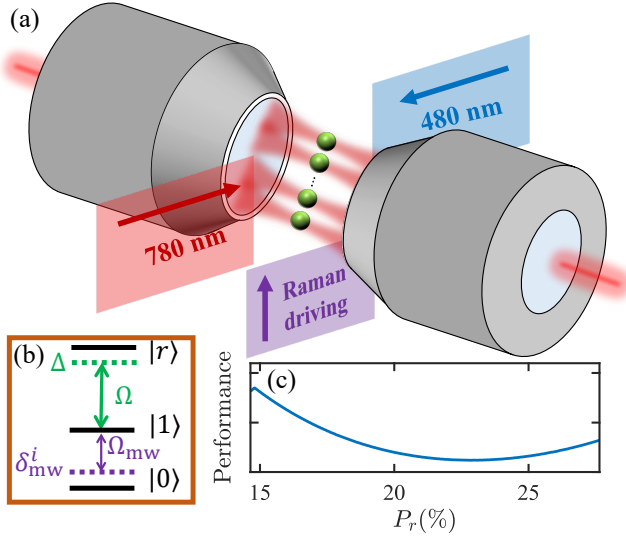 (a)
480 nm
780 nm
Raman
driving
(b)
|r⟩
Δ
Ω
|1⟩
Ω_mw
δ^i_mw
|0⟩
(c)
Performance
15
20
25
P_r(%)